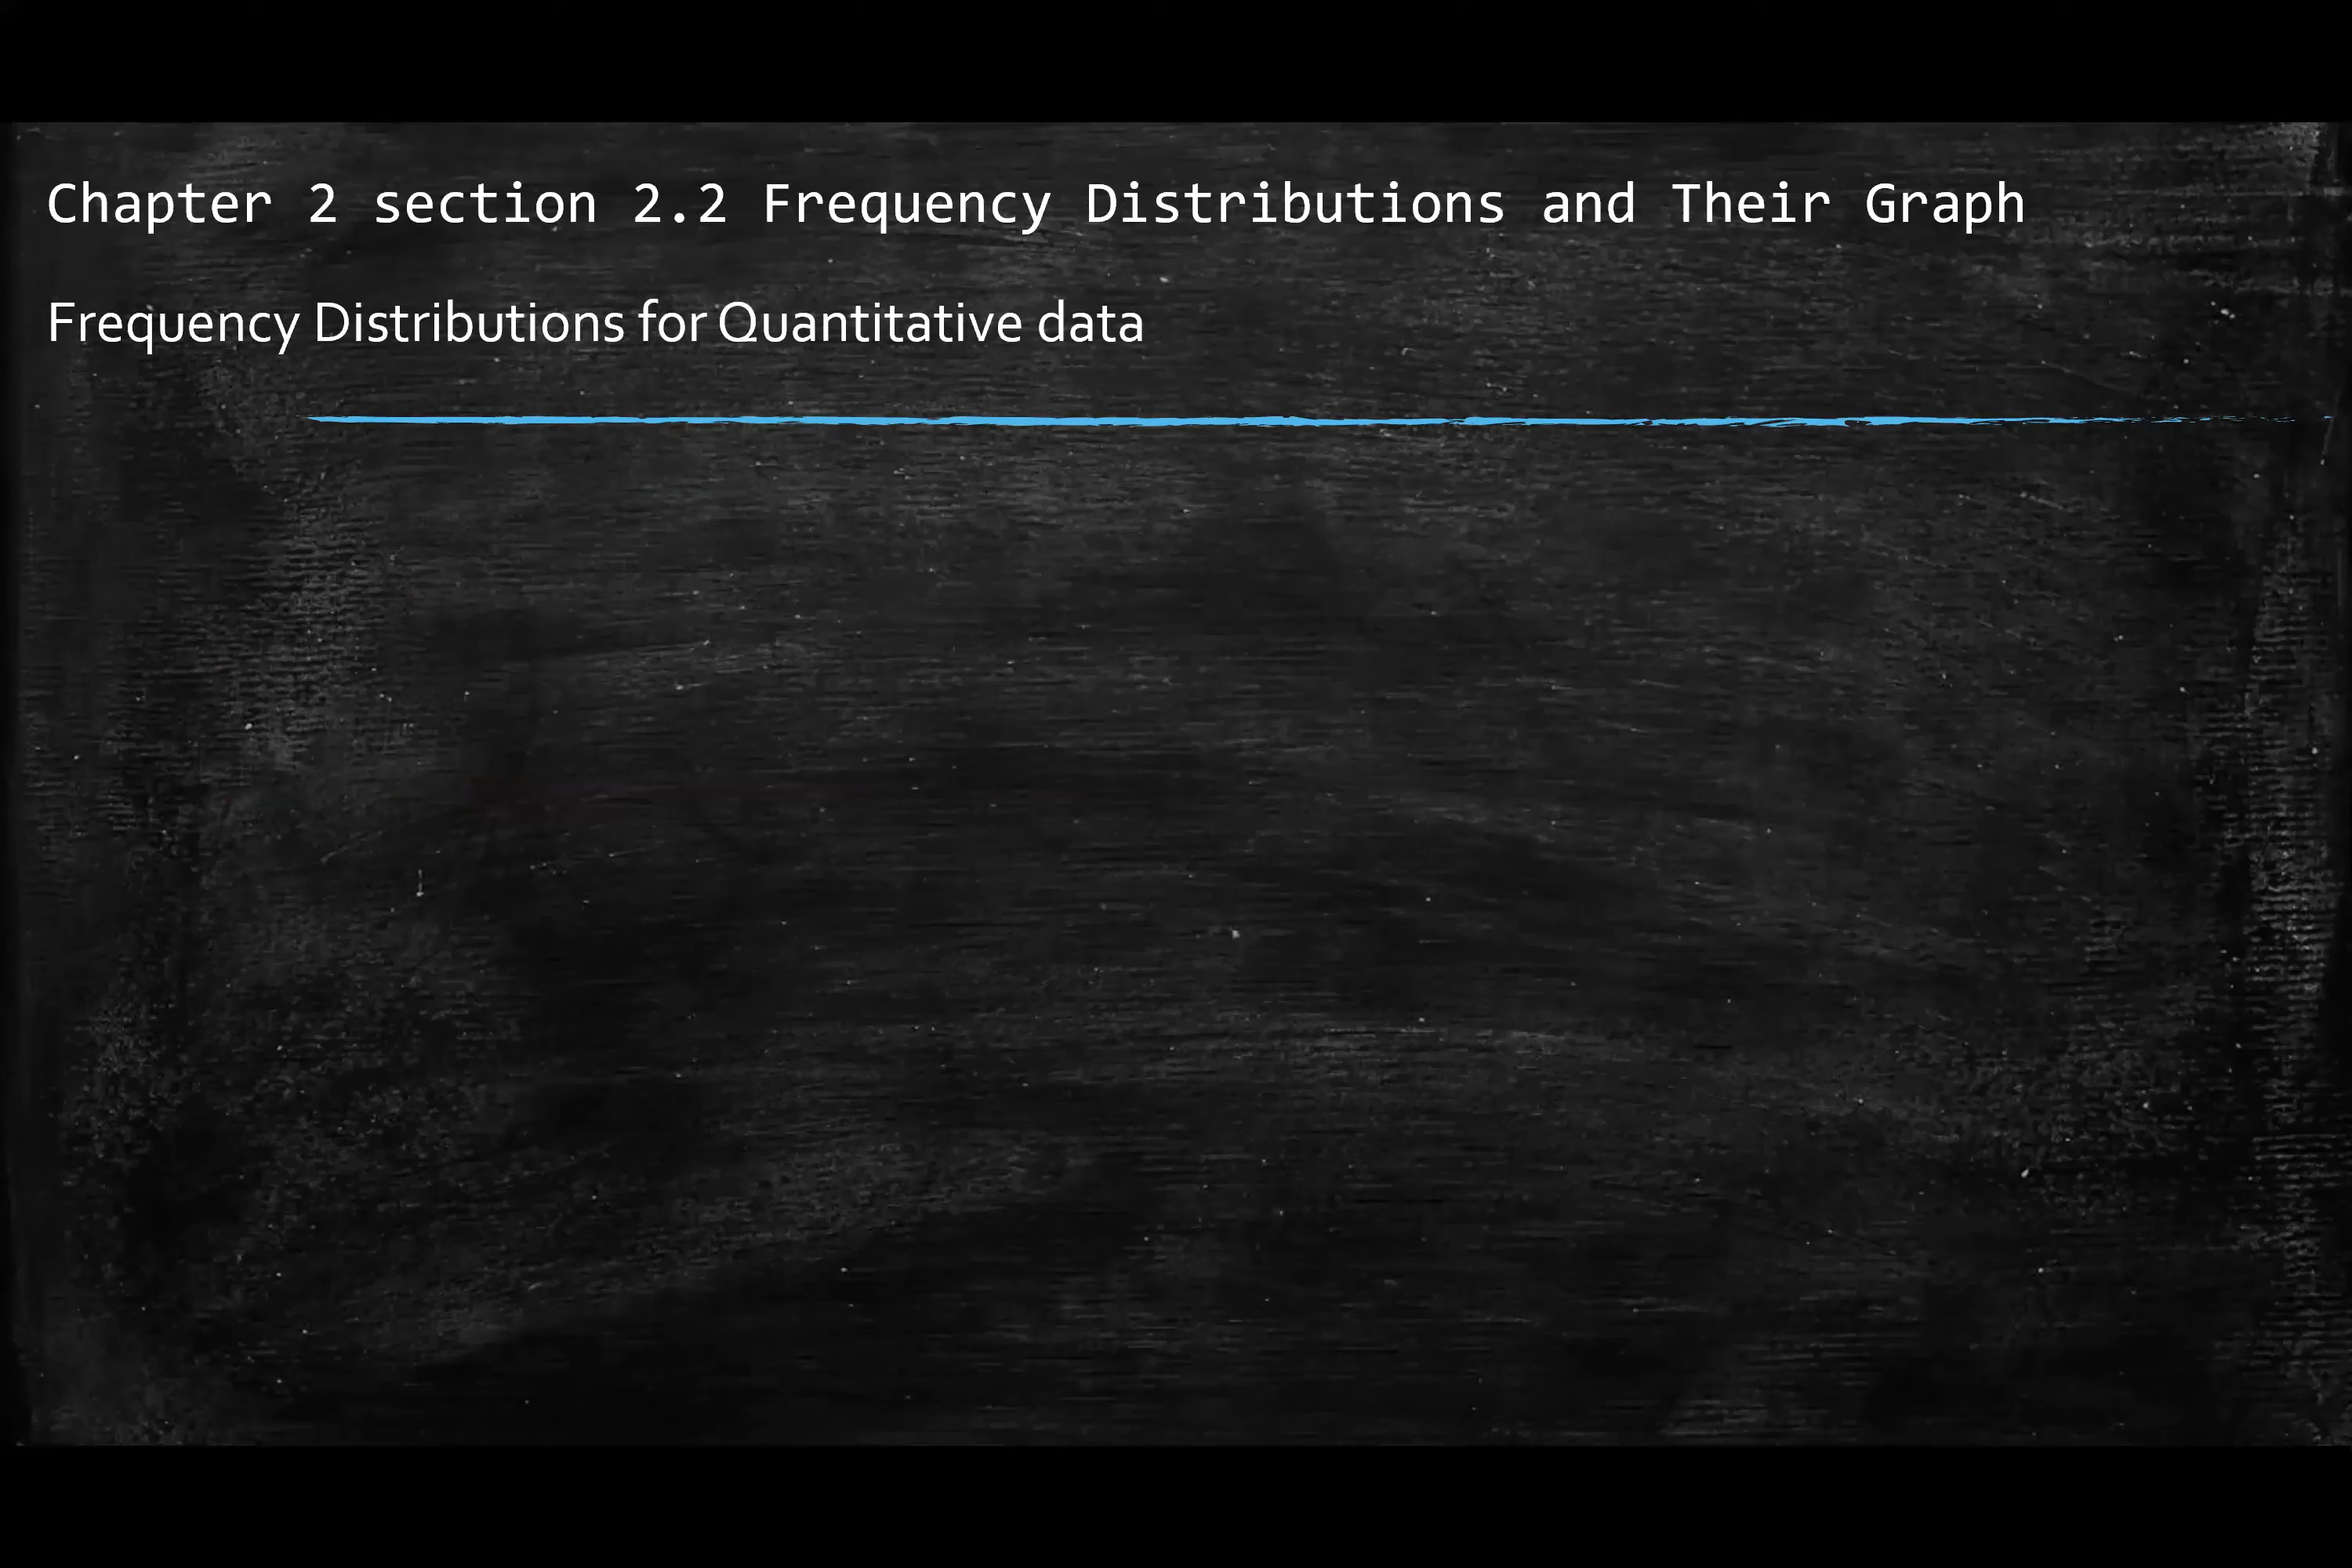 Chapter 2 section 2.2 Frequency Distributions and Their Graph
Frequency Distributions for Quantitative data